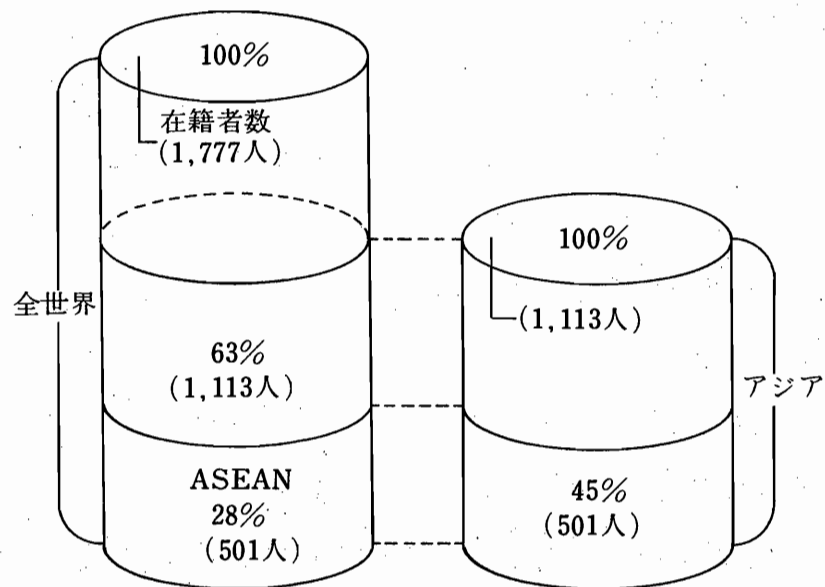 100%
在籍者数
(1,777人)
全世界
63%
(1,113人)
ASEAN
28%
(501人)
100%
(1,113人)
アジア
45%
(501人)